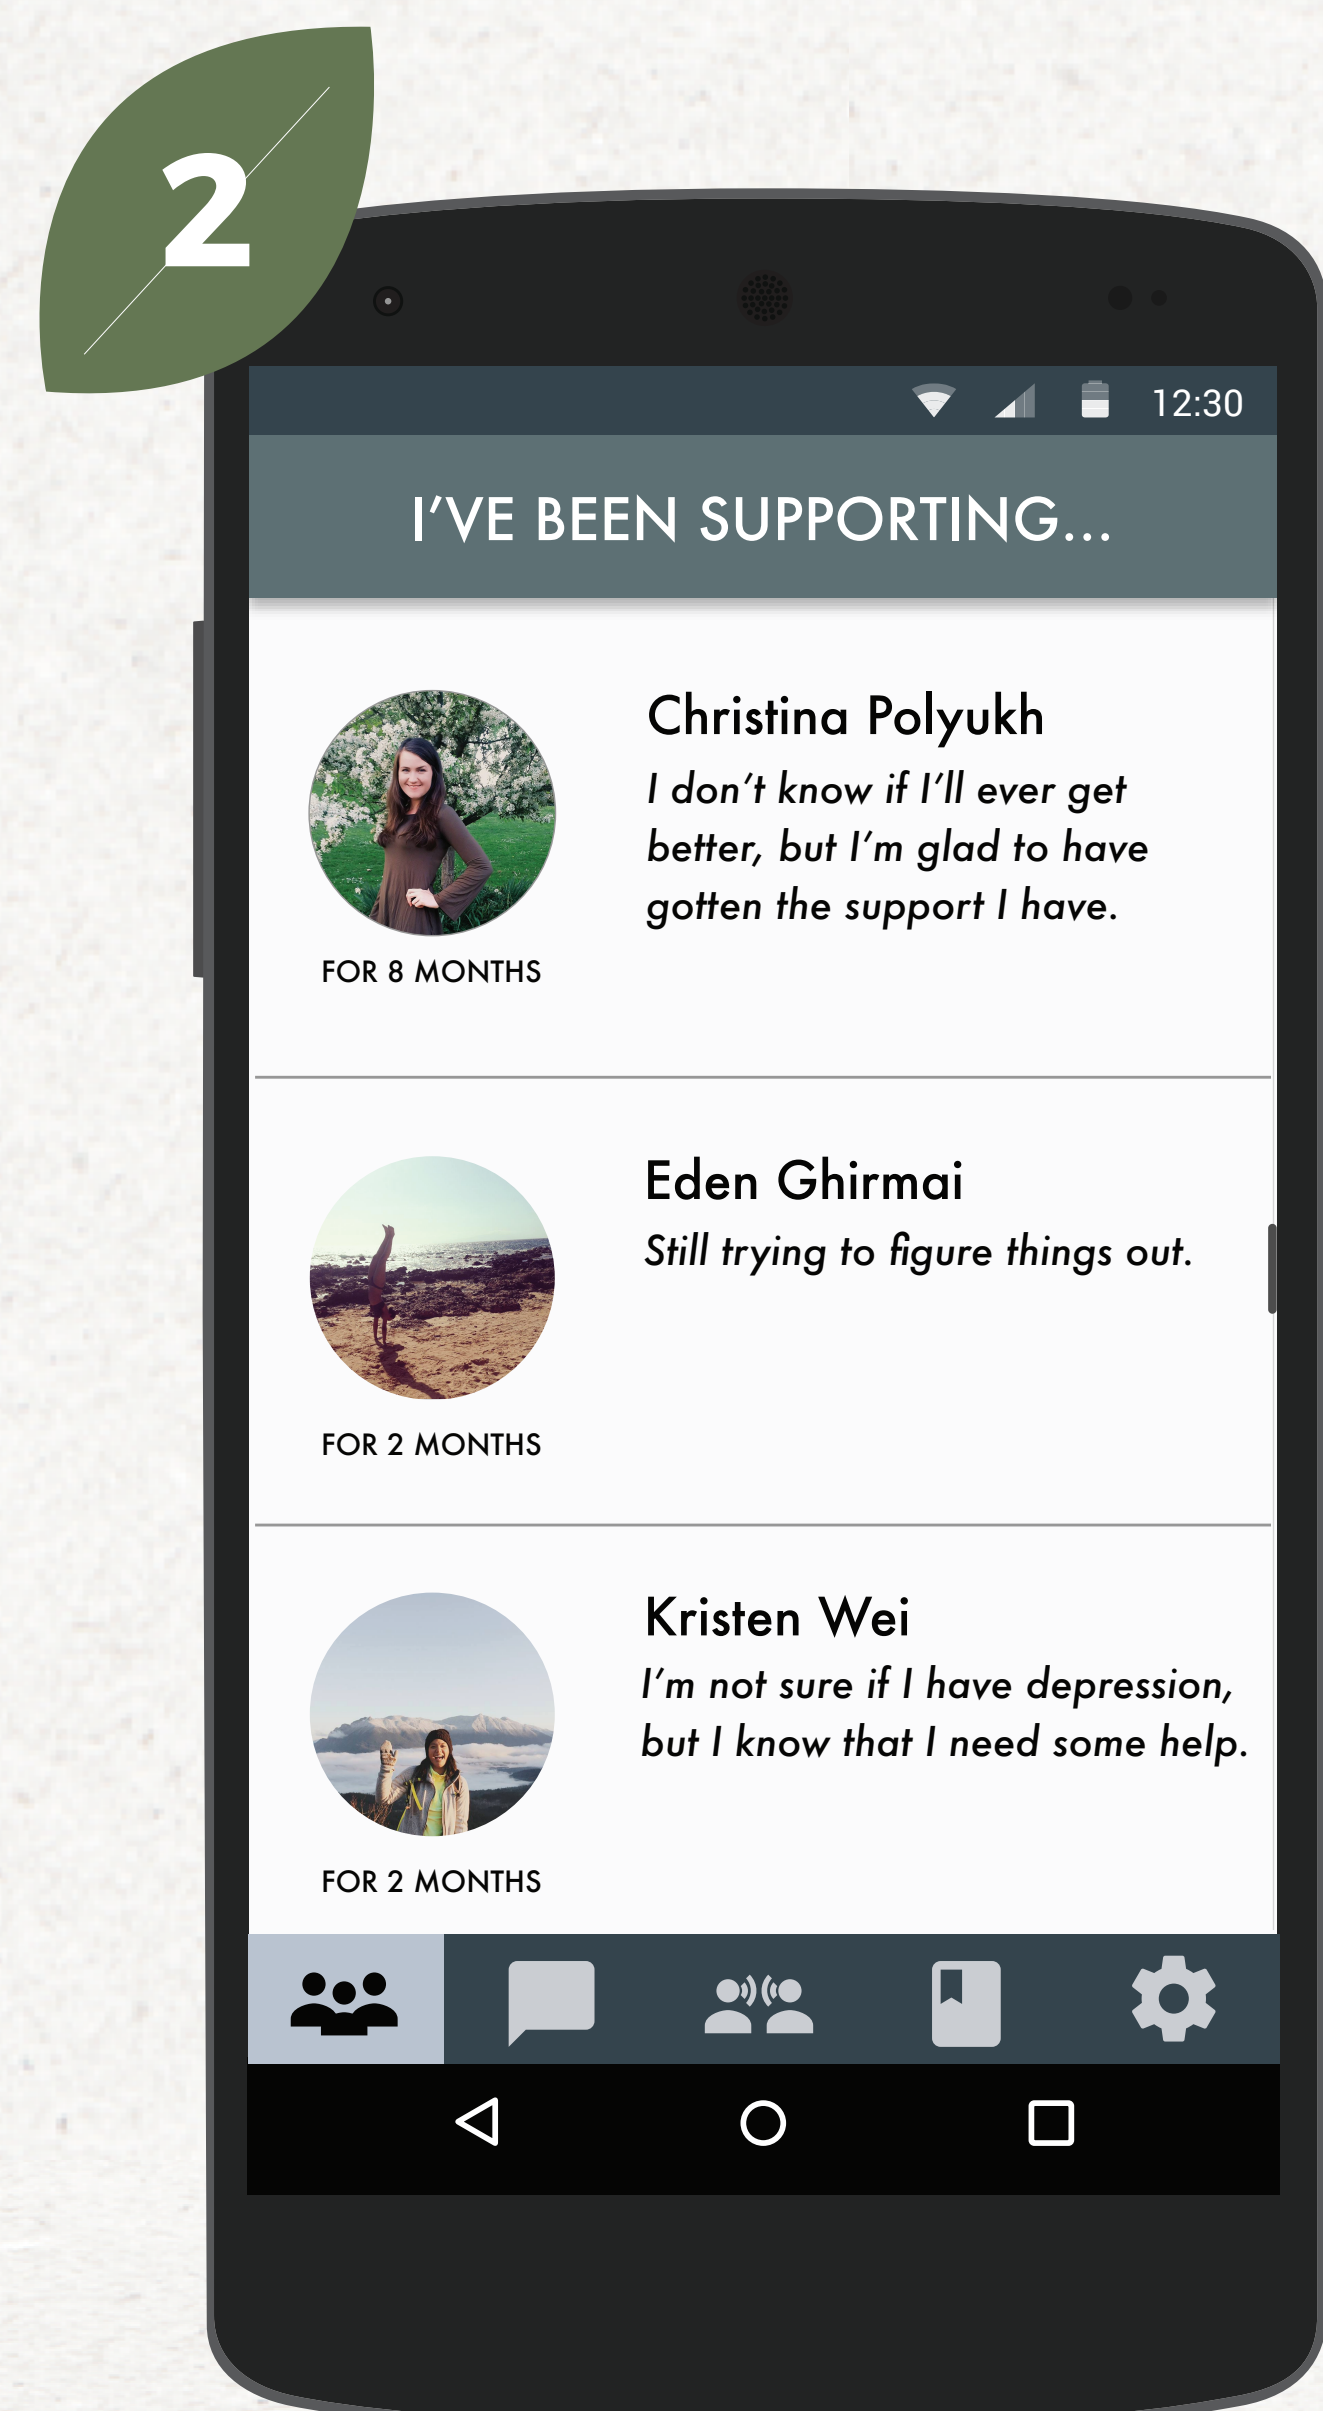 2
12:30
I’VE BEEN SUPPORTING...
Christina Polyukh
I don’t know if I’ll ever get
better, but I’m glad to have
gotten the support I have.
FOR 8 MONTHS
Eden Ghirmai
Still trying to figure things out.
FOR 2 MONTHS
Kristen Wei
I’m not sure if I have depression,
but I know that I need some help.
FOR 2 MONTHS